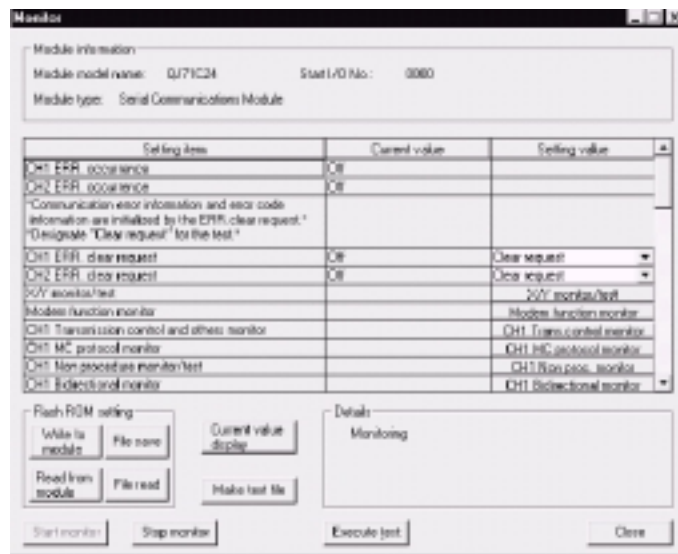 Monitor
Module information
Module model name: QJ71C24 Start I/O No.: 0000
Module type: Serial Communications Module
Setting item Current value Setting value
CH1 ERR. occurrence Off
CH2 ERR. occurrence Off
"Communication error information and error code
information are initialized by the ERR.clear request."
"Designate "Clear request" for the test."
CH1 ERR. clear request Off Clear request
CH2 ERR. clear request Off Clear request
X/Y monitor/test X/Y monitor/test
Modem function monitor Modem function monitor
CH1 Transmission control and others monitor CH1 Trans.control monitor
CH1 MC protocol monitor CH1 MC protocol monitor
CH1 Non procedure monitor/test CH1 Non proc. monitor
CH1 Bidirectional monitor CH1 Bidirectional monitor
Flash ROM setting
Write to
module
File save
Read from
module
File read
Current value
display
Make text file
Details
Monitoring
Start monitor Stop monitor Execute test Close